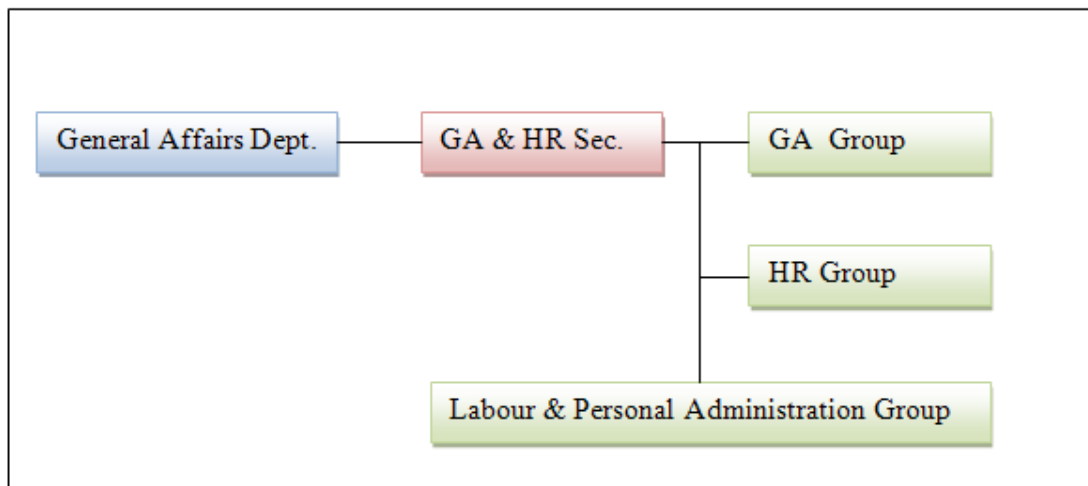 General Affairs Dept.
GA & HR Sec.
GA Group
HR Group
Labour & Personal Administration Group